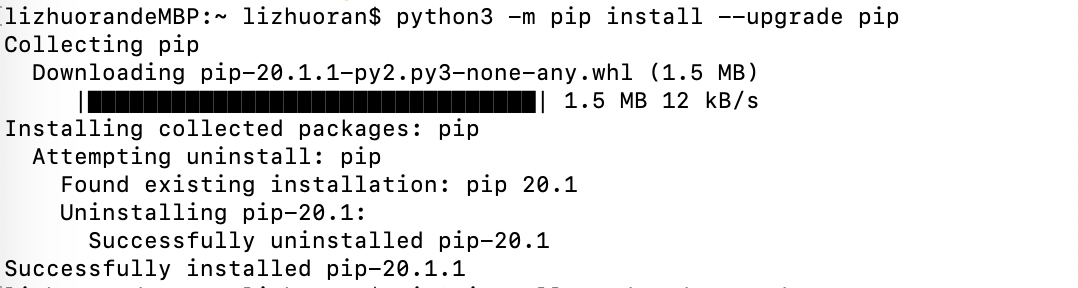 lizhuorandeMBP:~ lizhuoran$ python3 -m pip install --upgrade pip
Collecting pip
Downloading pip-20.1.1-py2.py3-none-any.whl (1.5 MB)
|████████████████████████████████| 1.5 MB 12 kB/s
Installing collected packages: pip
Attempting uninstall: pip
Found existing installation: pip 20.1
Uninstalling pip-20.1:
Successfully uninstalled pip-20.1
Successfully installed pip-20.1.1